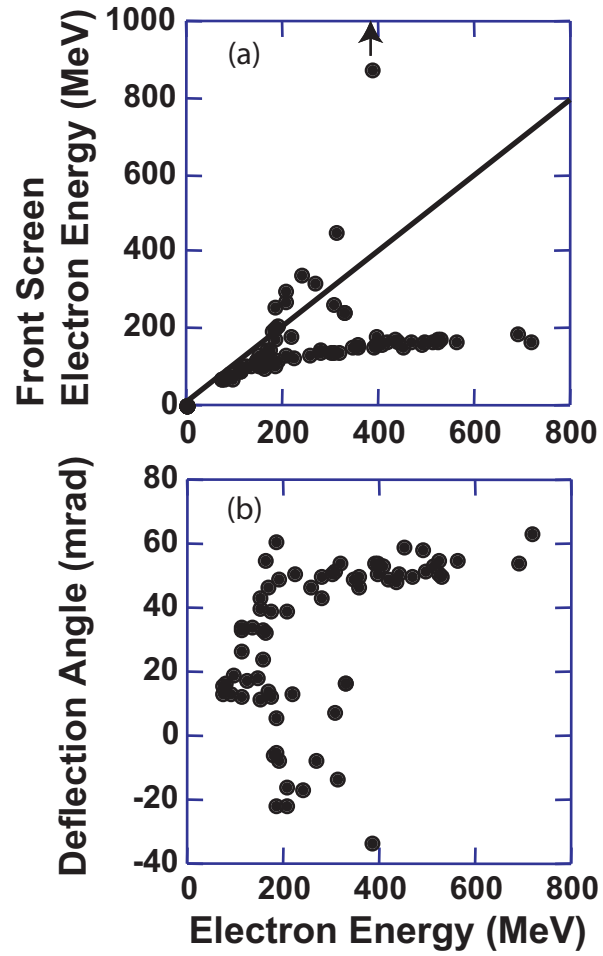 (a)
Front Screen
Electron Energy (MeV)
1000
800
600
400
200
0
0 200 400 600 800
(b)
Deflection Angle (mrad)
80
60
40
20
0
-20
-40
0 200 400 600 800
Electron Energy (MeV)